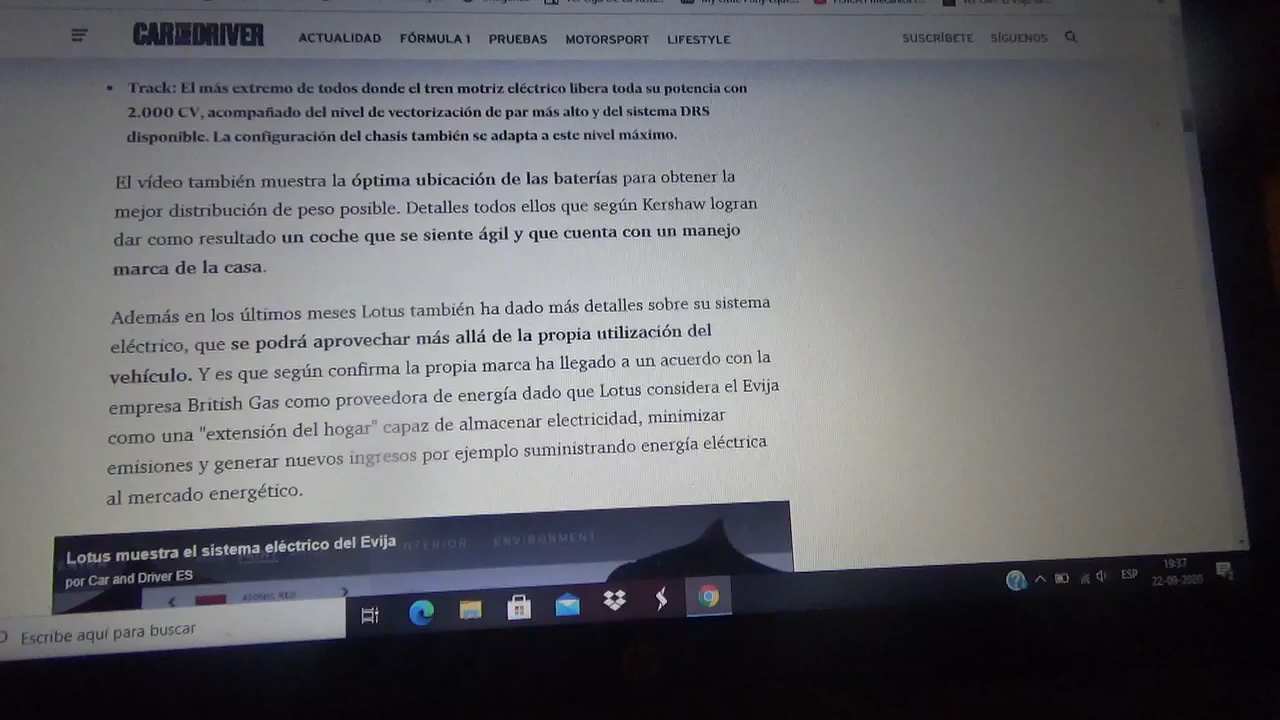 CAR AND DRIVER
ACTUALIDAD FÓRMULA 1 PRUEBAS MOTORSPORT LIFESTYLE SUSCRÍBETE SÍGUENOS
• Track: El más extremo de todos donde el tren motriz eléctrico libera toda su potencia con
2.000 CV, acompañado del nivel de vectorización de par más alto y del sistema DRS
disponible. La configuración del chasis también se adapta a este nivel máximo.
El vídeo también muestra la óptima ubicación de las baterías para obtener la
mejor distribución de peso posible. Detalles todos ellos que según Kershaw logran
dar como resultado un coche que se siente ágil y que cuenta con un manejo
marca de la casa.
Además en los últimos meses Lotus también ha dado más detalles sobre su sistema
eléctrico, que se podrá aprovechar más allá de la propia utilización del
vehículo. Y es que según confirma la propia marca ha llegado a un acuerdo con la
empresa British Gas como proveedora de energía dado que Lotus considera el Evija
como una "extensión del hogar" capaz de almacenar electricidad, minimizar
emisiones y generar nuevos ingresos por ejemplo suministrando energía eléctrica
al mercado energético.
Lotus muestra el sistema eléctrico del Evija
INTERIOR ENVIRONMENT
por Car and Driver ES
Escribe aquí para buscar
ESP
19:37
22-09-2020